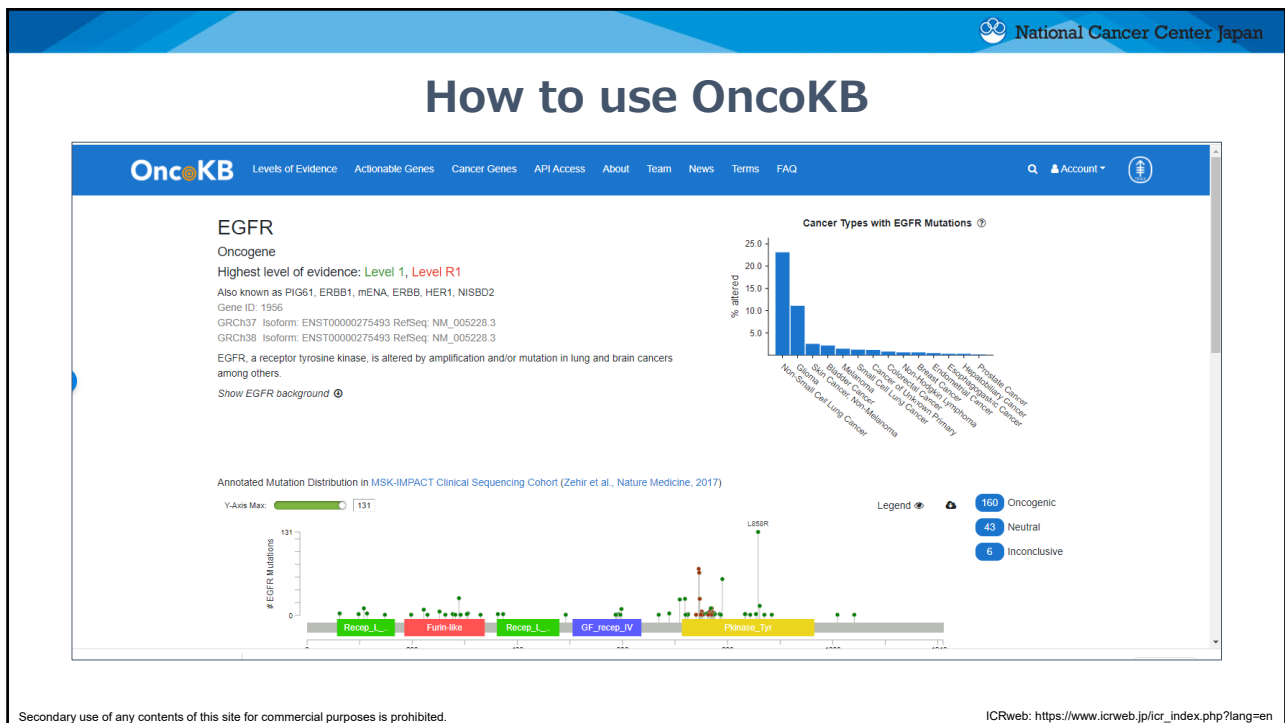 National Cancer Center Japan
How to use OncoKB
OncoKB Levels of Evidence Actionable Genes Cancer Genes API Access About Team News Terms FAQ Account
EGFR
Oncogene
Highest level of evidence: Level 1, Level R1
Also known as PIG61, ERBB1, mENA, ERBB, HER1, NISBD2
Gene ID: 1956
GRCh37 Isoform: ENST00000275493 RefSeq: NM_005228.3
GRCh38 Isoform: ENST00000275493 RefSeq: NM_005228.3
EGFR, a receptor tyrosine kinase, is altered by amplification and/or mutation in lung and brain cancers
among others.
Show EGFR background
Cancer Types with EGFR Mutations
% altered
25.0
20.0
15.0
10.0
5.0
Non-Small Cell Lung Cancer
Glioma
Skin Cancer, Non-Melanoma
Bladder Cancer
Melanoma
Small Cell Lung Cancer
Cancer of Unknown Primary
Colorectal Cancer
Non-Hodgkin Lymphoma
Breast Cancer
Endometrial Cancer
Esophagogastric Cancer
Hepatobiliary Cancer
Prostate Cancer
Annotated Mutation Distribution in MSK-IMPACT Clinical Sequencing Cohort (Zehir et al., Nature Medicine, 2017)
Y-Axis Max: 131
Legend
160 Oncogenic
43 Neutral
6 Inconclusive
# EGFR Mutations
131
0
L858R
Recep_L_.. Furin-like Recep_L_.. GF_recep_IV Pkinase_Tyr
Secondary use of any contents of this site for commercial purposes is prohibited.
ICRweb: https://www.icrweb.jp/icr_index.php?lang=en